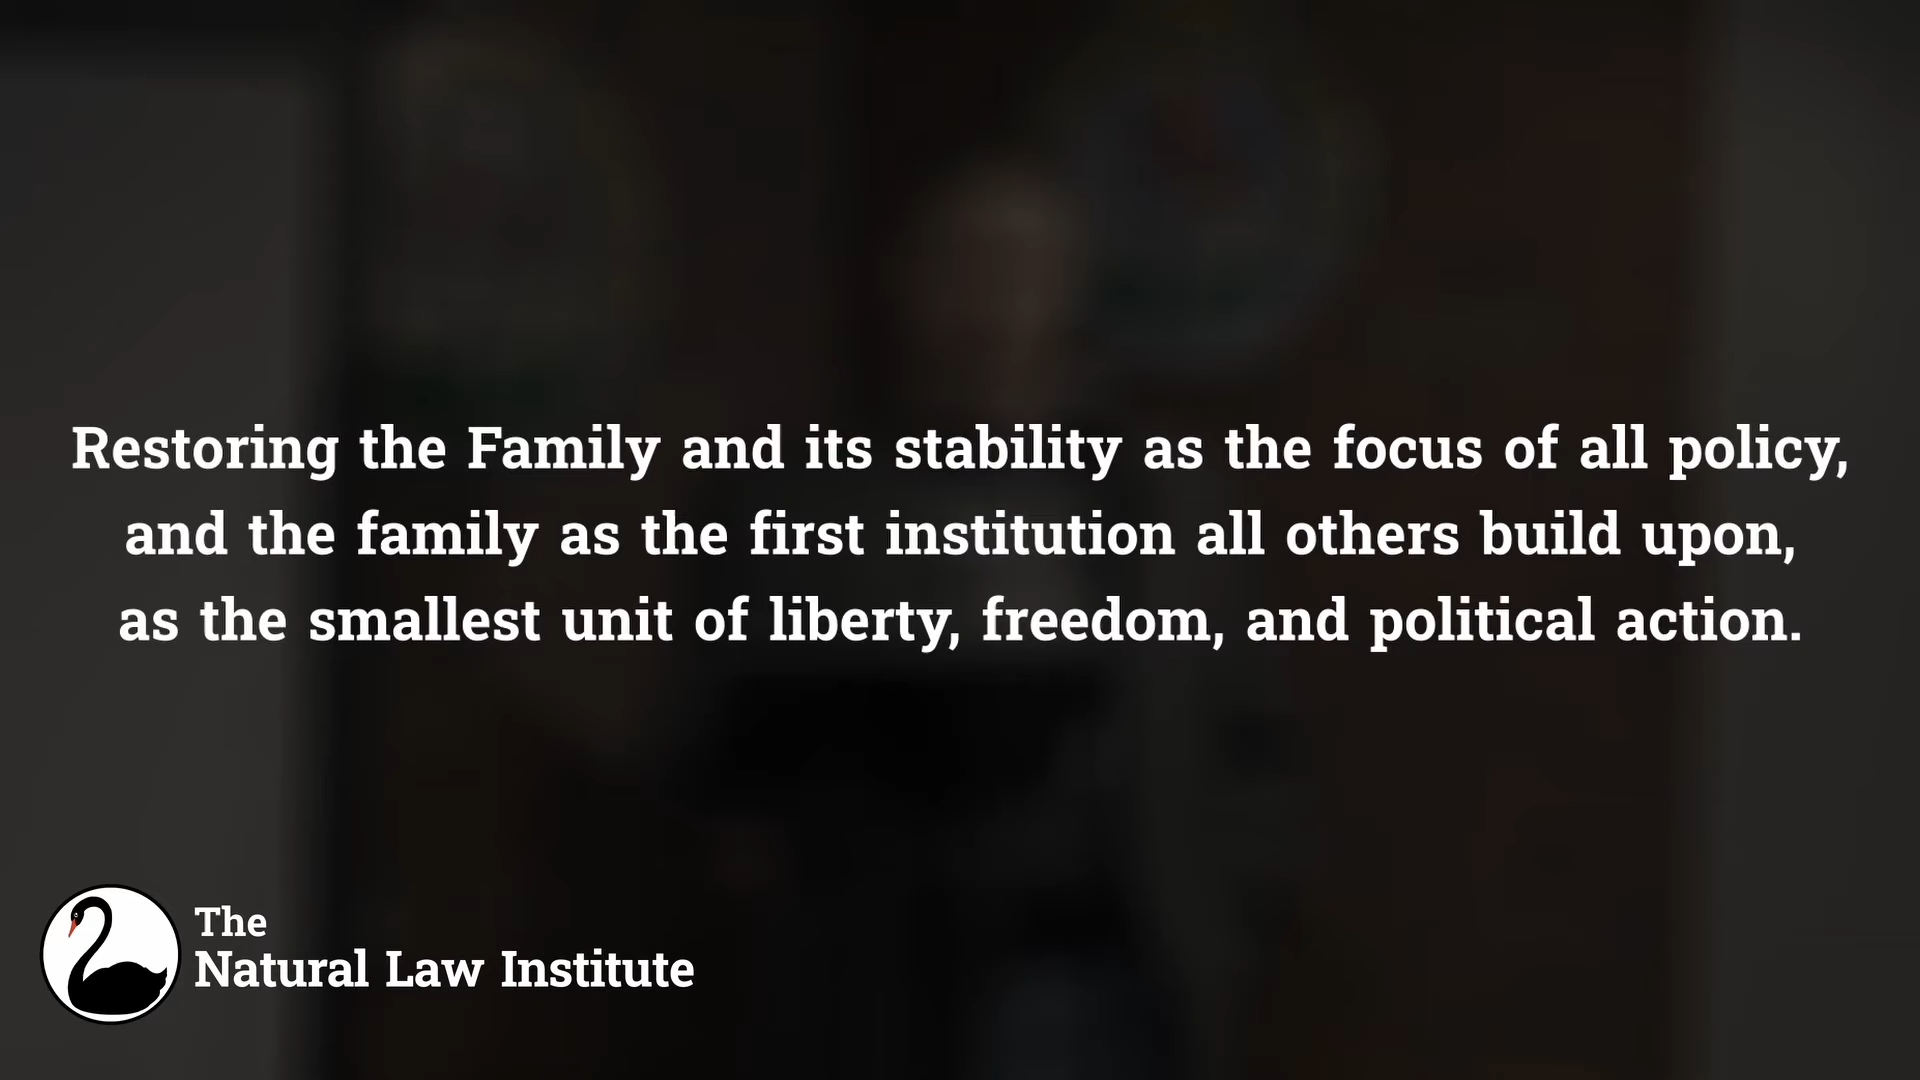 Restoring the Family and its stability as the focus of all policy,
and the family as the first institution all others build upon,
as the smallest unit of liberty, freedom, and political action.
The
Natural Law Institute